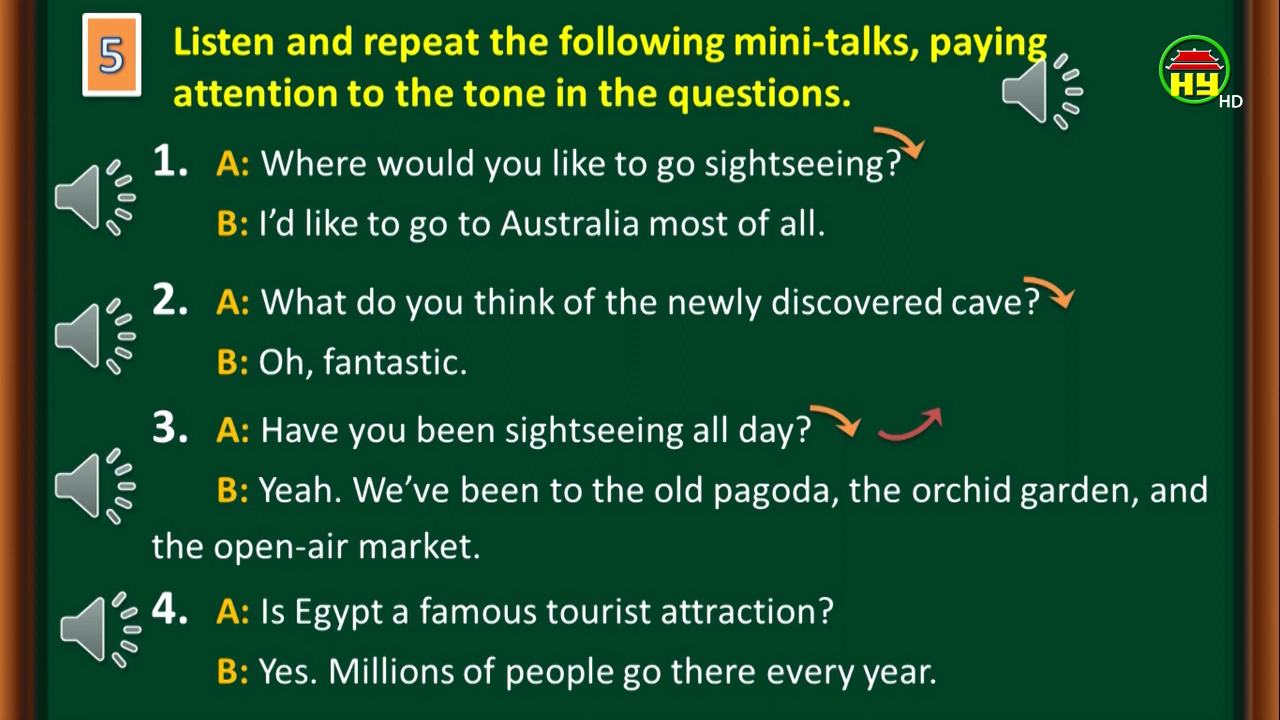 5
Listen and repeat the following mini-talks, paying
attention to the tone in the questions.
HY
HD
1. A: Where would you like to go sightseeing?
B: I’d like to go to Australia most of all.
2. A: What do you think of the newly discovered cave?
B: Oh, fantastic.
3. A: Have you been sightseeing all day?
B: Yeah. We’ve been to the old pagoda, the orchid garden, and
the open-air market.
4. A: Is Egypt a famous tourist attraction?
B: Yes. Millions of people go there every year.